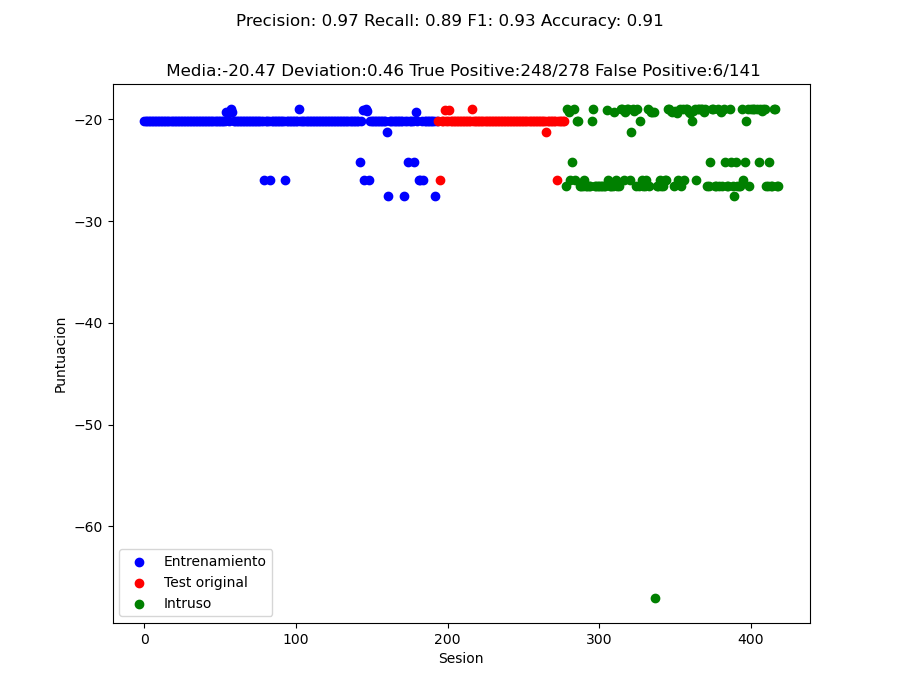 Precision: 0.97 Recall: 0.89 F1: 0.93 Accuracy: 0.91
Media:-20.47 Deviation:0.46 True Positive:248/278 False Positive:6/141
−20
−30
−40
−50
−60
Puntuacion
Entrenamiento
Test original
Intruso
0 100 200 300 400
Sesion